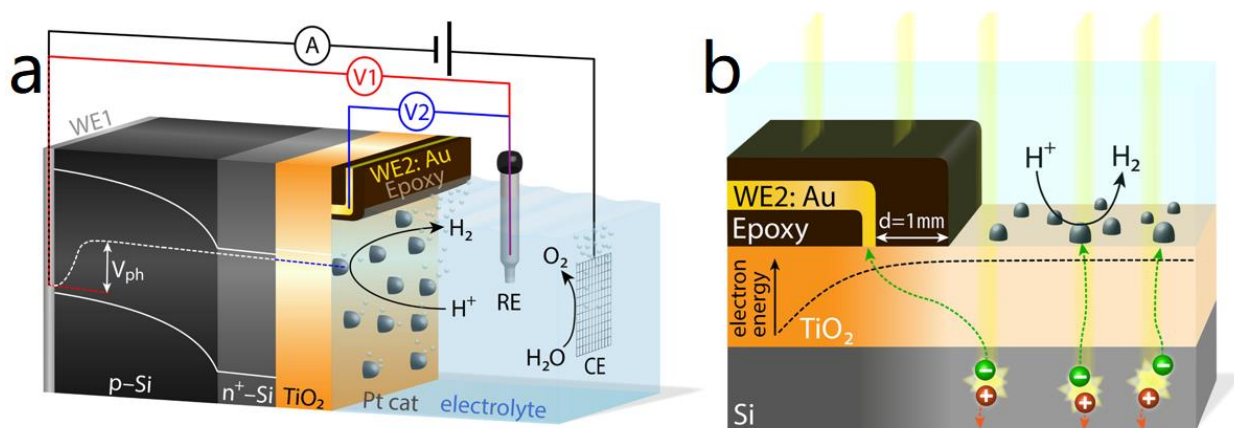 a
A
V1
V2
WE1
WE2: Au
Epoxy
H₂
H⁺
Vₚₕ
RE
O₂
H₂O
CE
p–Si
n⁺–Si
TiO₂
Pt cat
electrolyte
b
H⁺
H₂
WE2: Au
d=1mm
Epoxy
electron
energy
TiO₂
Si